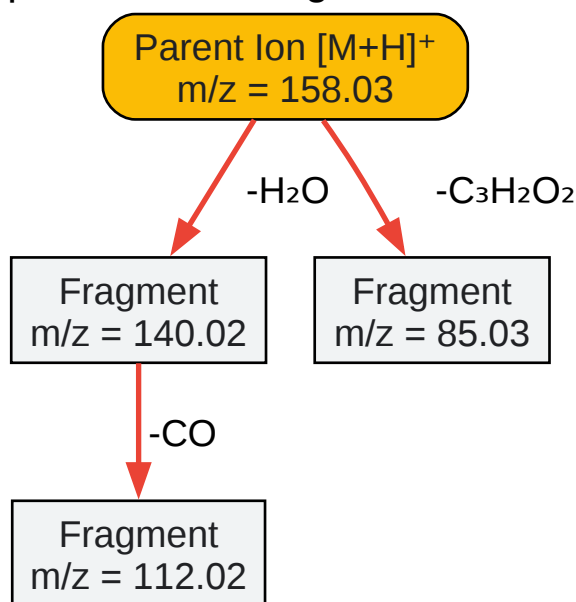 Parent Ion [M+H]⁺
m/z = 158.03
-H₂O
-C₃H₂O₂
Fragment
m/z = 140.02
Fragment
m/z = 85.03
-CO
Fragment
m/z = 112.02